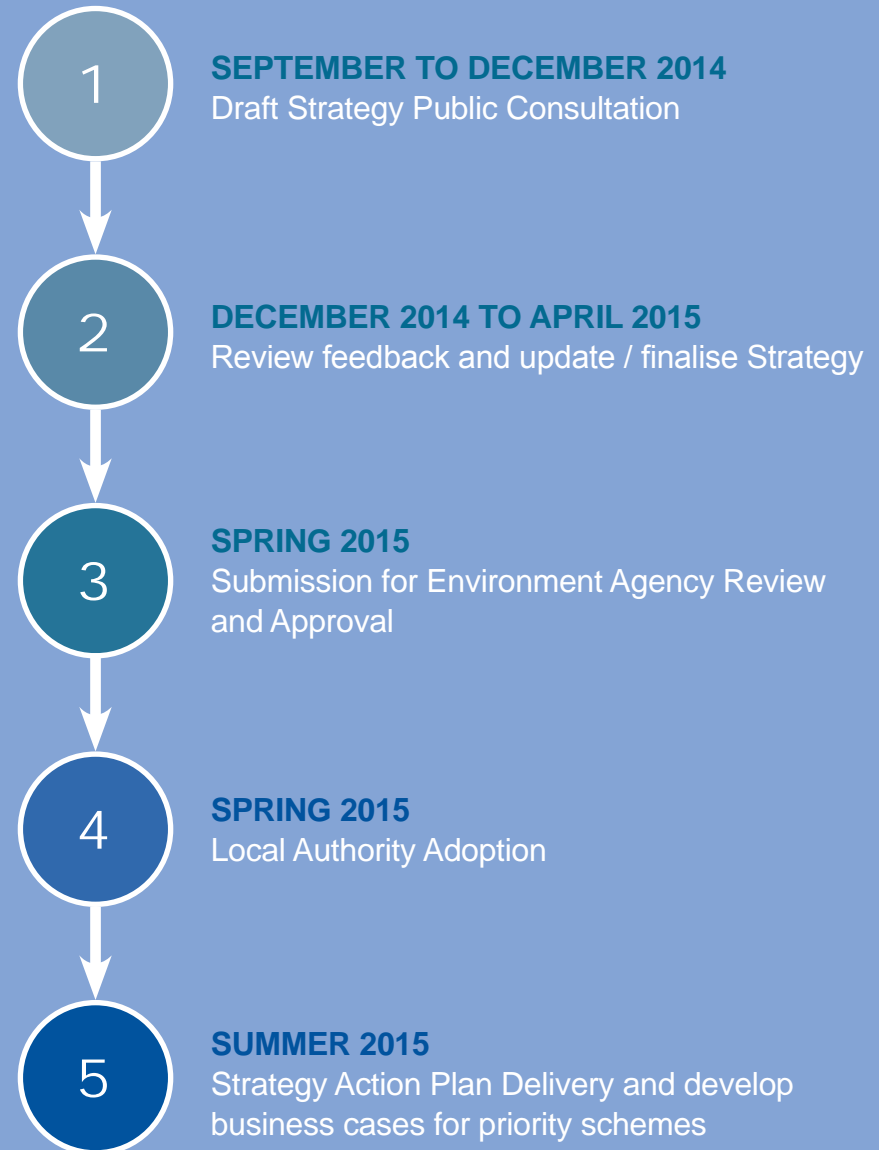 1
SEPTEMBER TO DECEMBER 2014
Draft Strategy Public Consultation
2
DECEMBER 2014 TO APRIL 2015
Review feedback and update / finalise Strategy
3
SPRING 2015
Submission for Environment Agency Review
and Approval
4
SPRING 2015
Local Authority Adoption
5
SUMMER 2015
Strategy Action Plan Delivery and develop
business cases for priority schemes